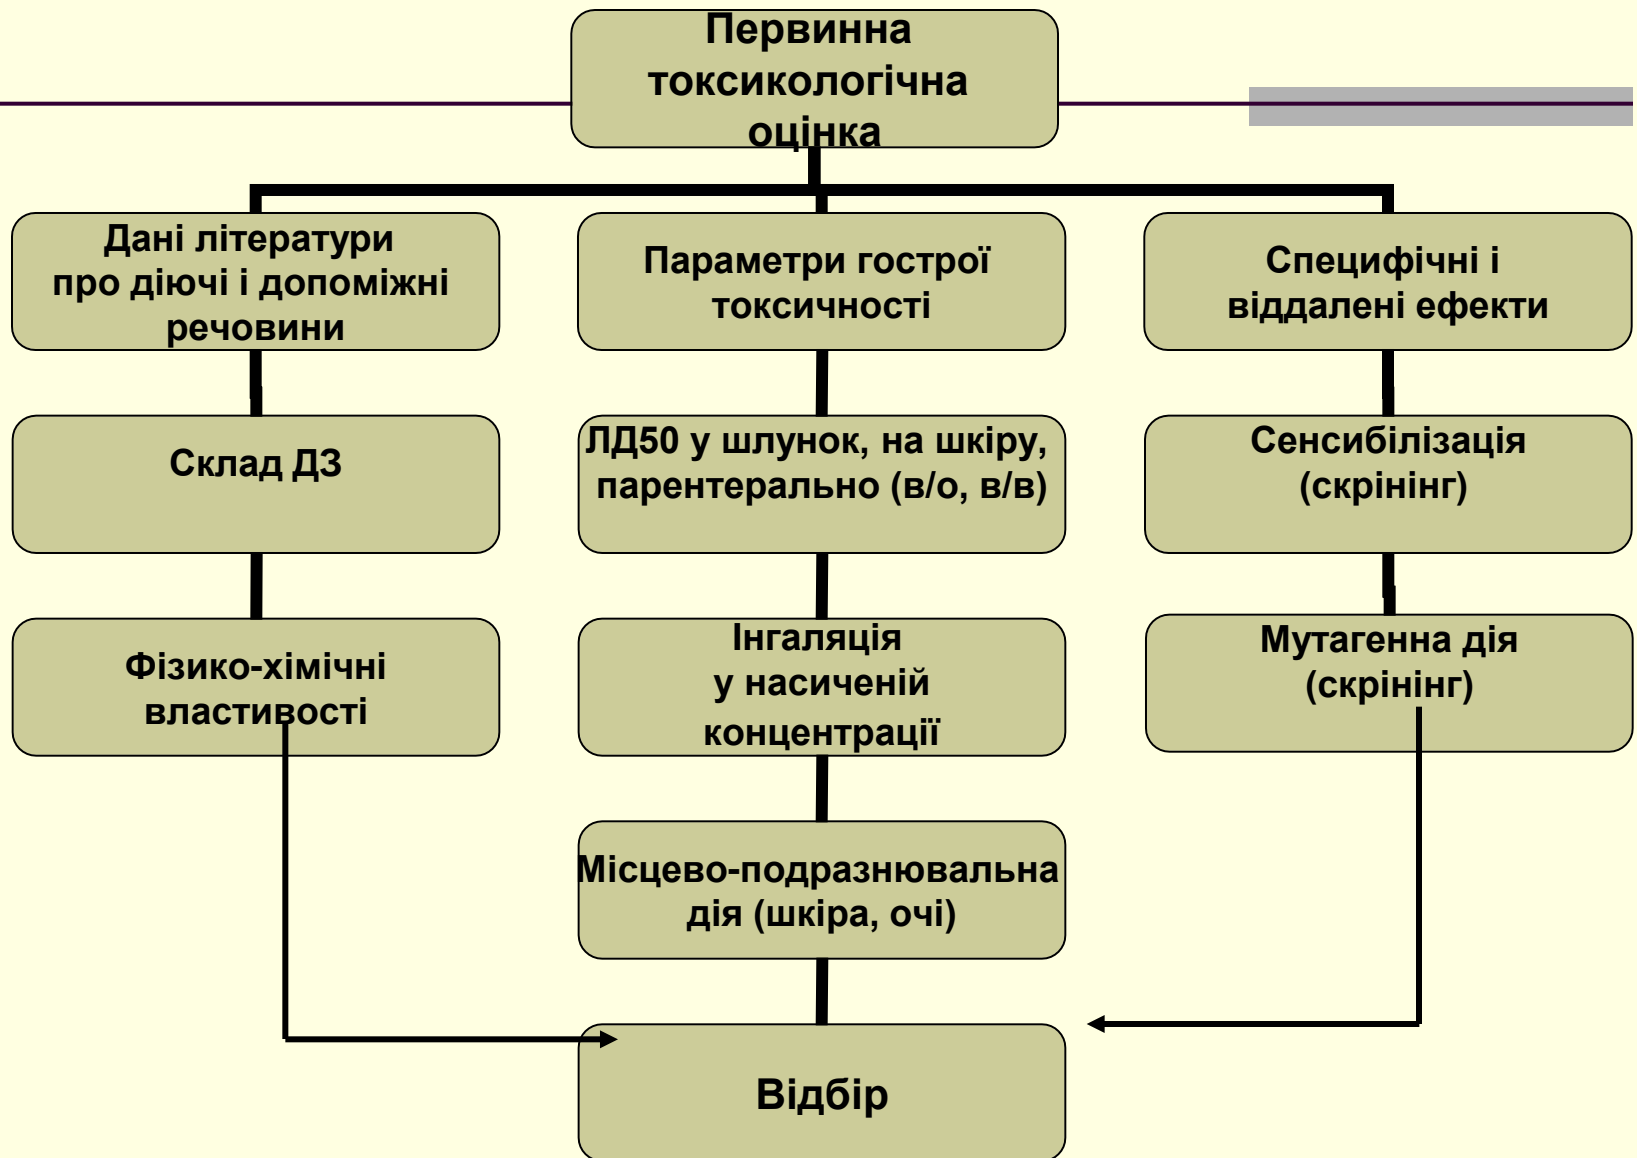 Первинна
токсикологічна
оцінка
Дані літератури
про діючі і допоміжні
речовини
Параметри гострої
токсичності
Специфічні і
віддалені ефекти
Склад ДЗ
ЛД50 у шлунок, на шкіру,
парентерально (в/о, в/в)
Сенсибілізація
(скрінінг)
Фізико-хімічні
властивості
Інгаляція
у насиченій
концентрації
Мутагенна дія
(скрінінг)
Місцево-подразнювальна
дія (шкіра, очі)
Відбір